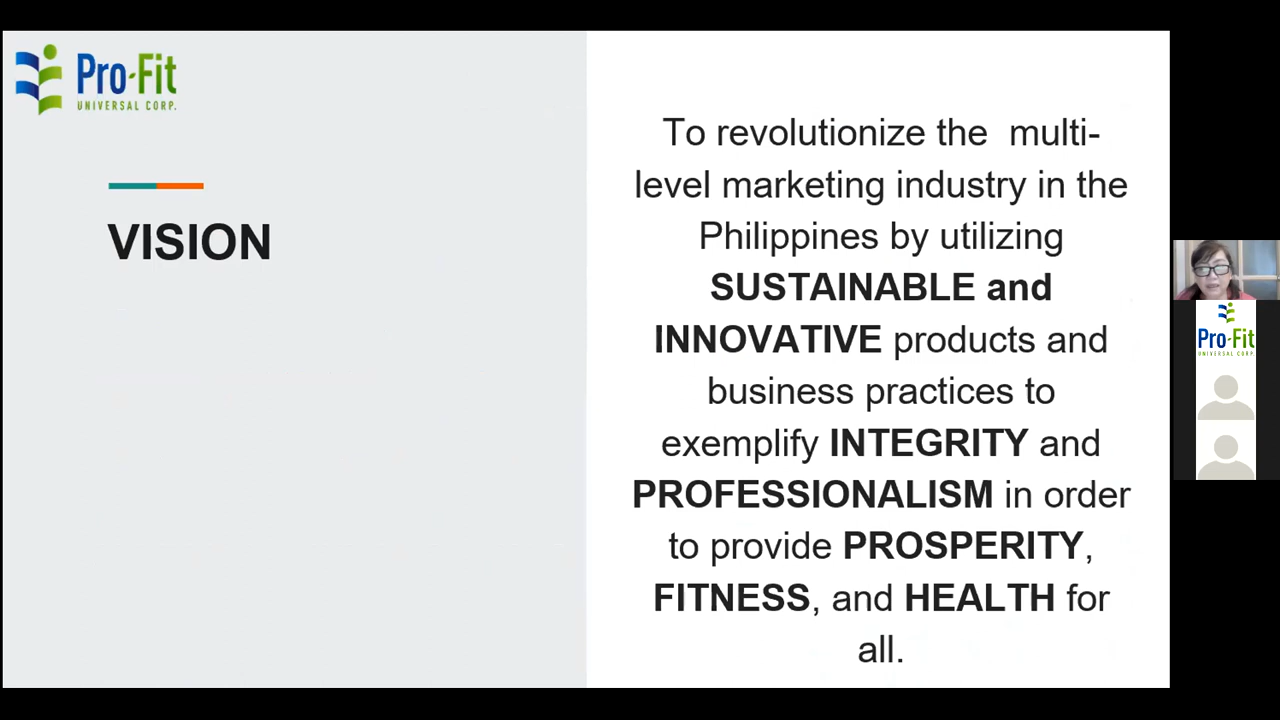 Pro-Fit
UNIVERSAL CORP.
VISION
To revolutionize the  multi-
level marketing industry in the
Philippines by utilizing
SUSTAINABLE and
INNOVATIVE products and
business practices to
exemplify INTEGRITY and
PROFESSIONALISM in order
to provide PROSPERITY,
FITNESS, and HEALTH for
all.
Pro-Fit
UNIVERSAL CORP.